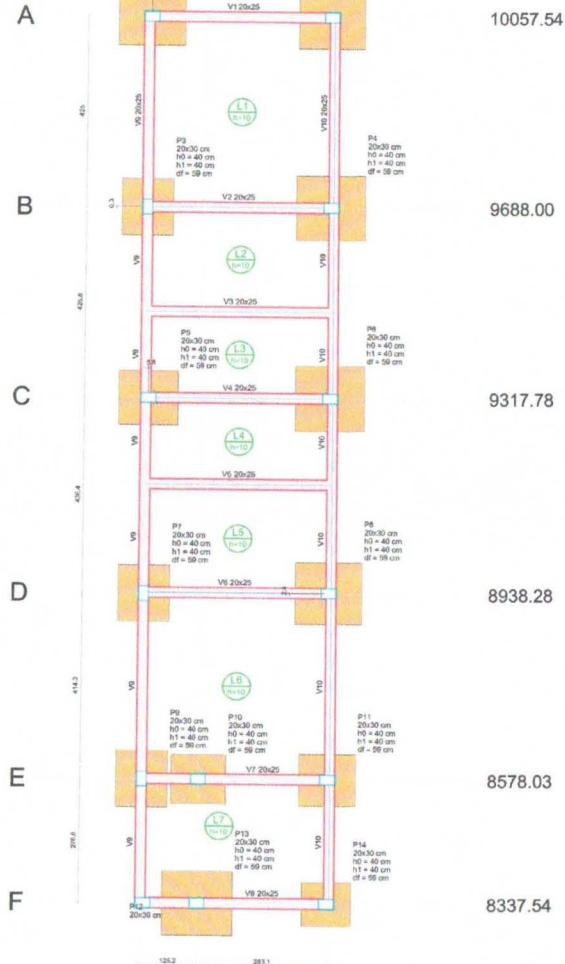 A
V1 20x25
10057.54
425
V9 20x25
V10 20x25
L1
h=10
P3
20x30 cm
h0 = 40 cm
h1 = 40 cm
df = 59 cm
P4
20x30 cm
h0 = 40 cm
h1 = 40 cm
df = 59 cm
B
V2 20x25
9688.00
V9
L2
h=10
V10
V3 20x25
P5
20x30 cm
h0 = 40 cm
h1 = 40 cm
df = 59 cm
V9
L3
h=10
V10
P6
20x30 cm
h0 = 40 cm
h1 = 40 cm
df = 59 cm
C
V4 20x25
9317.78
V9
L4
h=10
V10
V5 20x25
P7
20x30 cm
h0 = 40 cm
h1 = 40 cm
df = 59 cm
V9
L5
h=10
V10
P8
20x30 cm
h0 = 40 cm
h1 = 40 cm
df = 59 cm
D
V6 20x25
8938.28
414.3
V9
L6
h=10
V10
P9
20x30 cm
h0 = 40 cm
h1 = 40 cm
df = 59 cm
P10
20x30 cm
h0 = 40 cm
h1 = 40 cm
df = 59 cm
P11
20x30 cm
h0 = 40 cm
h1 = 40 cm
df = 59 cm
E
V7 20x25
8578.03
V9
L7
h=10
V10
P13
20x30 cm
h0 = 40 cm
h1 = 40 cm
df = 59 cm
P14
20x30 cm
h0 = 40 cm
h1 = 40 cm
df = 59 cm
F
P12
20x30 cm
V8 20x25
8337.54
125.2
283.1